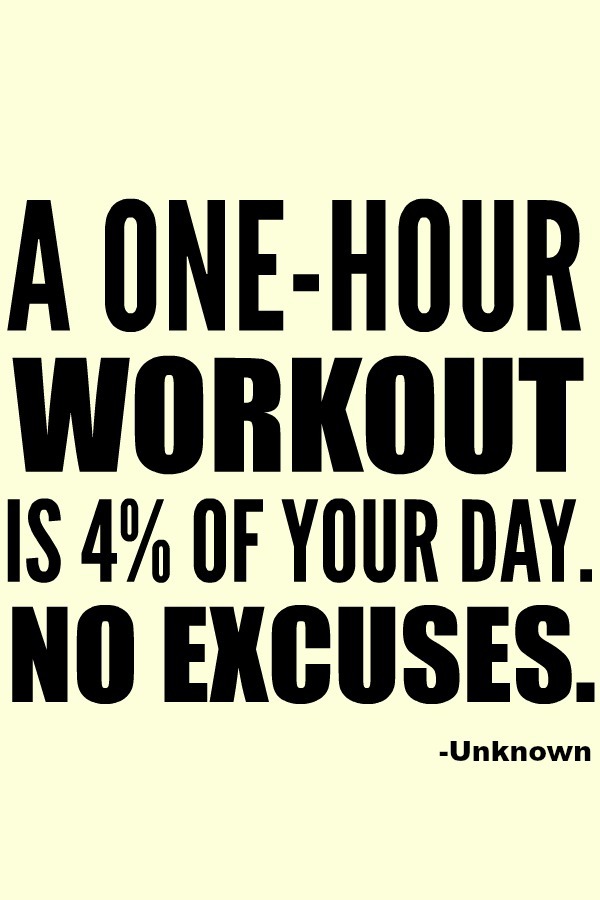 A ONE-HOUR
WORKOUT
IS 4% OF YOUR DAY.
NO EXCUSES.
-Unknown